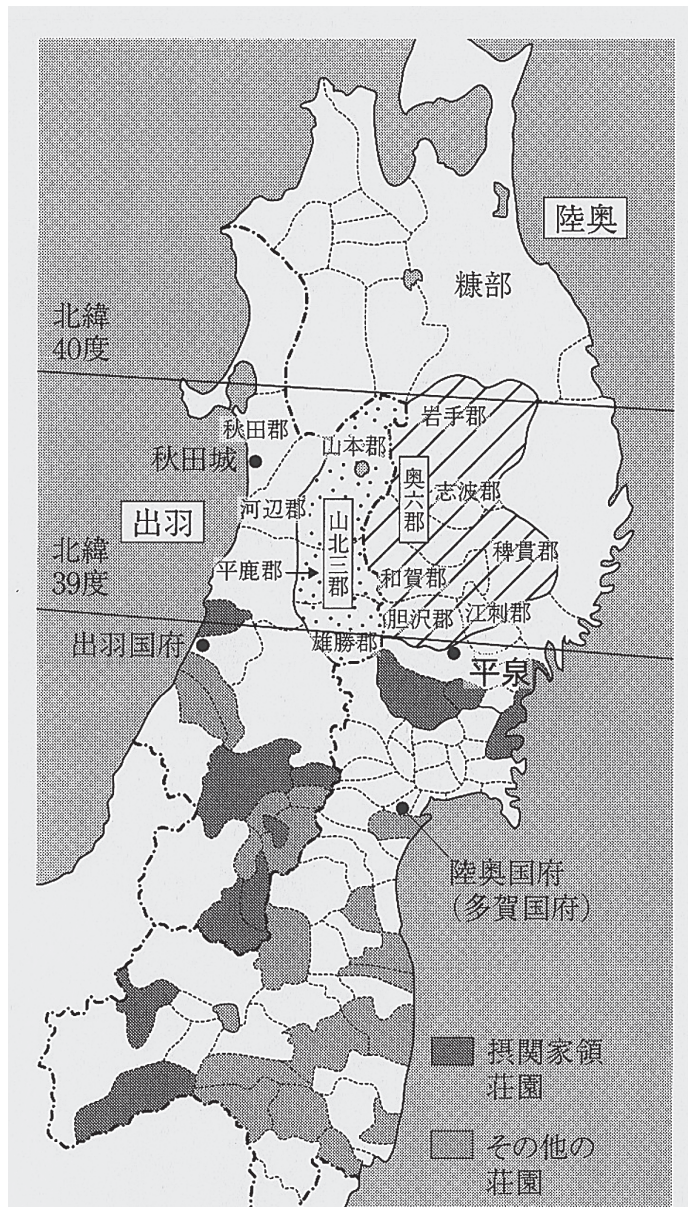 陸奥
糠部
北緯
40度
岩手郡
秋田郡
山本郡
秋田城
奥六郡
志波郡
河辺郡
出羽
山北三郡
稗貫郡
北緯
39度
平鹿郡
和賀郡
胆沢郡
江刺郡
雄勝郡
出羽国府
平泉
陸奥国府
(多賀国府)
摂関家領
荘園
その他の
荘園